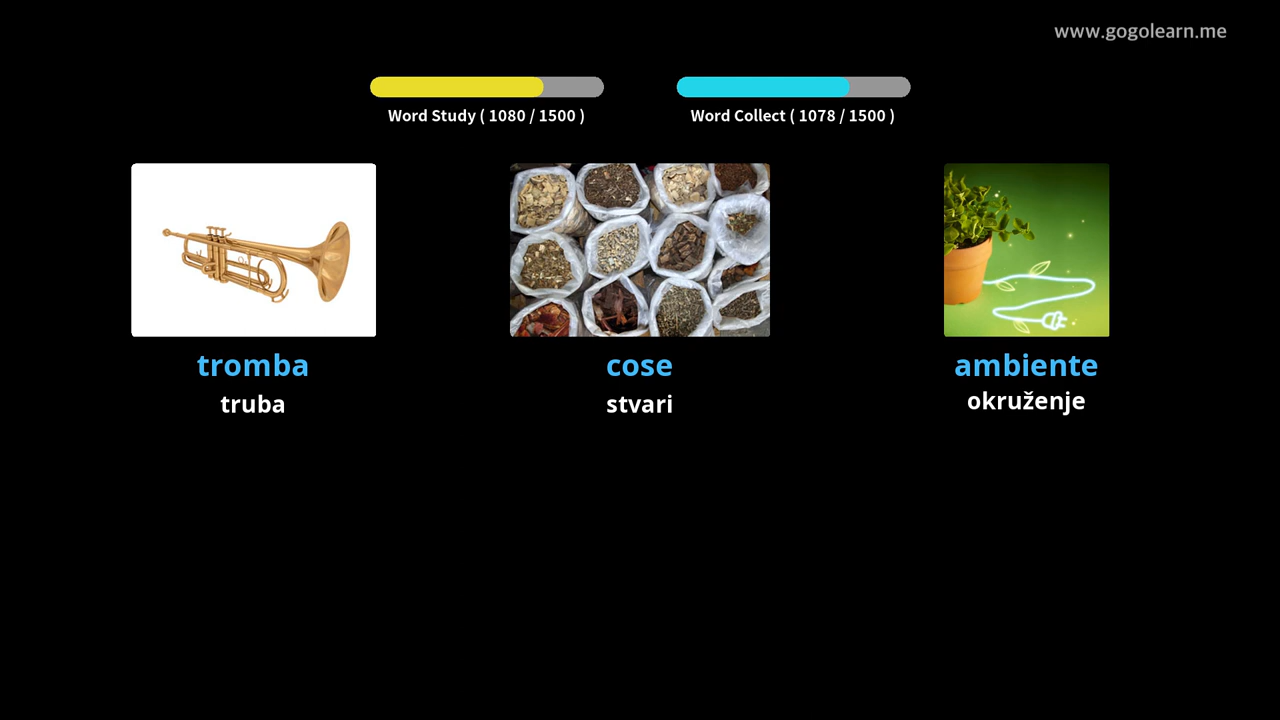 www.gogolearn.me
Word Study ( 1080 / 1500 )
Word Collect ( 1078 / 1500 )
tromba
truba
cose
stvari
ambiente
okruženje